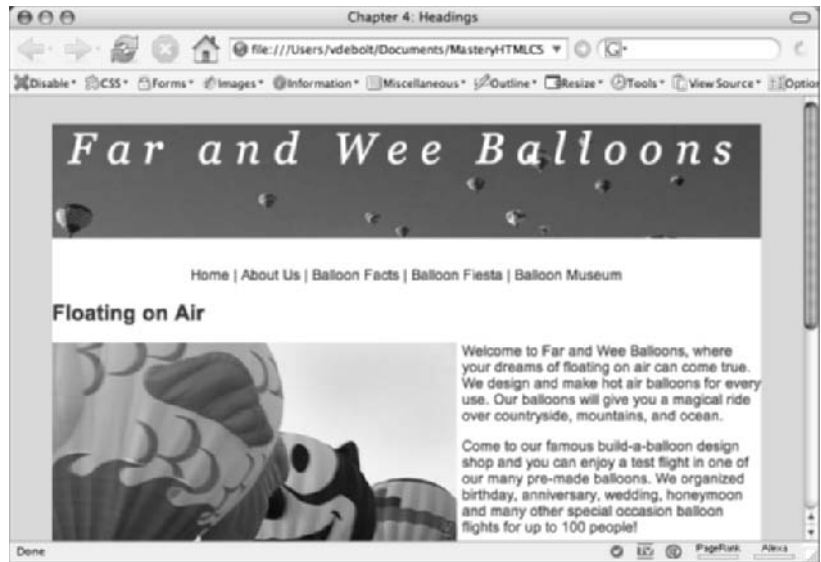 Chapter 4: Headings
file:///Users/vdebolt/Documents/MasteryHTMLCS
G
Disable CSS Forms Images Information Miscellaneous Outline Resize Tools View Source Option
Far and Wee Balloons
Home | About Us | Balloon Facts | Balloon Fiesta | Balloon Museum
Floating on Air
Welcome to Far and Wee Balloons, where
your dreams of floating on air can come true.
We design and make hot air balloons for every
use. Our balloons will give you a magical ride
over countryside, mountains, and ocean.
Come to our famous build-a-balloon design
shop and you can enjoy a test flight in one of
our many pre-made balloons. We organized
birthday, anniversary, wedding, honeymoon
and many other special occasion balloon
flights for up to 100 people!
Done PageRank Alexa